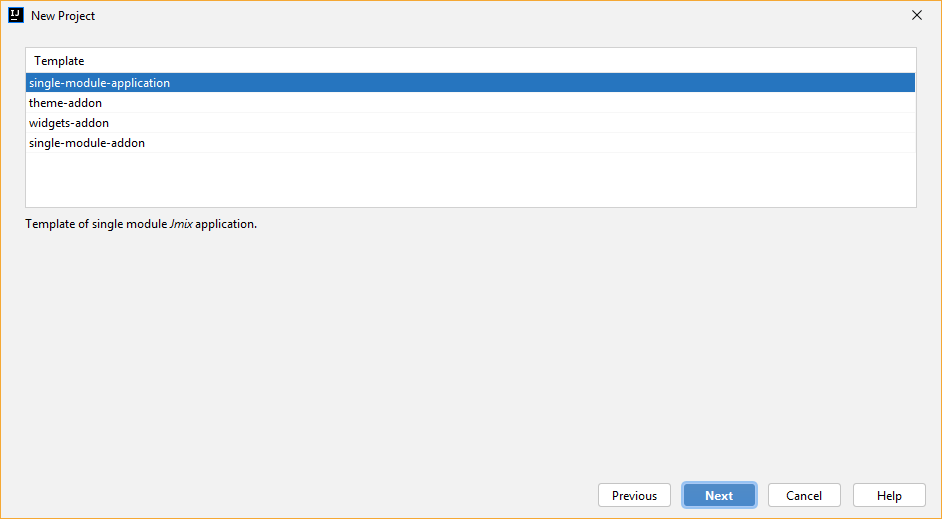 IJ New Project
Template
single-module-application
theme-addon
widgets-addon
single-module-addon
Template of single module Jmix application.
Previous Next Cancel Help